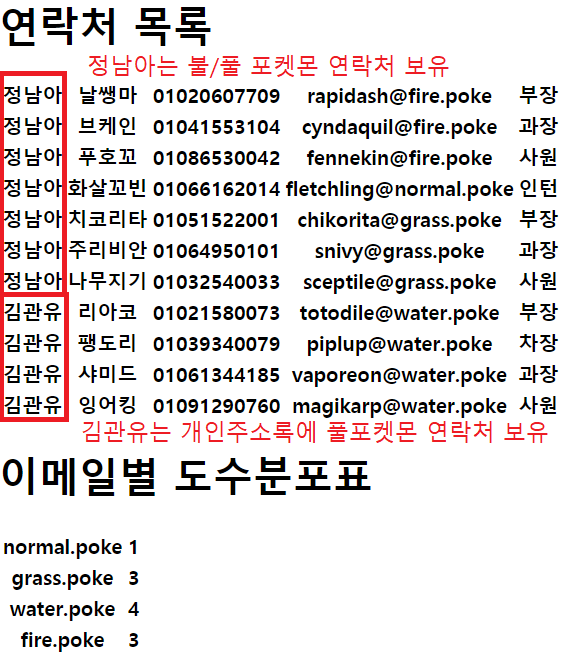 연락처 목록
정남아는 불/풀 포켓몬 연락처 보유
정남아 날쌩마 01020607709 rapidash@fire.poke 부장
정남아 브케인 01041553104 cyndaquil@fire.poke 과장
정남아 푸호꼬 01086530042 fennekin@fire.poke 사원
정남아 화살꼬빈 01066162014 fletchling@normal.poke 인턴
정남아 치코리타 01051522001 chikorita@grass.poke 부장
정남아 주리비얀 01064950101 snivy@grass.poke 과장
정남아 나무지기 01032540033 sceptile@grass.poke 사원
김관유 리아코 01021580073 totodile@water.poke 부장
김관유 팽도리 01039340079 piplup@water.poke 차장
김관유 샤미드 01061344185 vaporeon@water.poke 과장
김관유 잉어킹 01091290760 magikarp@water.poke 사원
김관유는 개인주소록에 풀포켓몬 연락처 보유
이메일별 도수분포표
normal.poke 1
grass.poke 3
water.poke 4
fire.poke 3